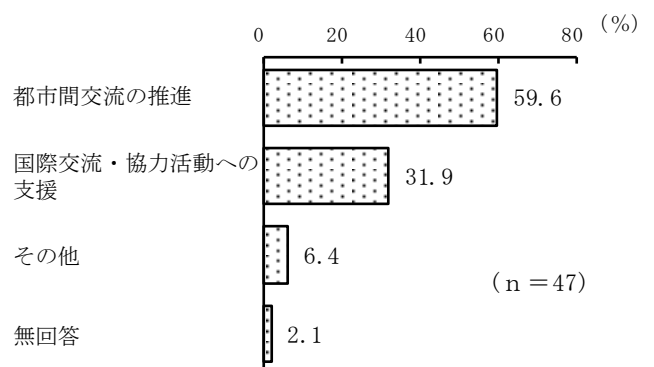 0 20 40 60 80 (%)
都市間交流の推進 59.6
国際交流・協力活動への
支援 31.9
その他 6.4
(ｎ＝47)
無回答 2.1